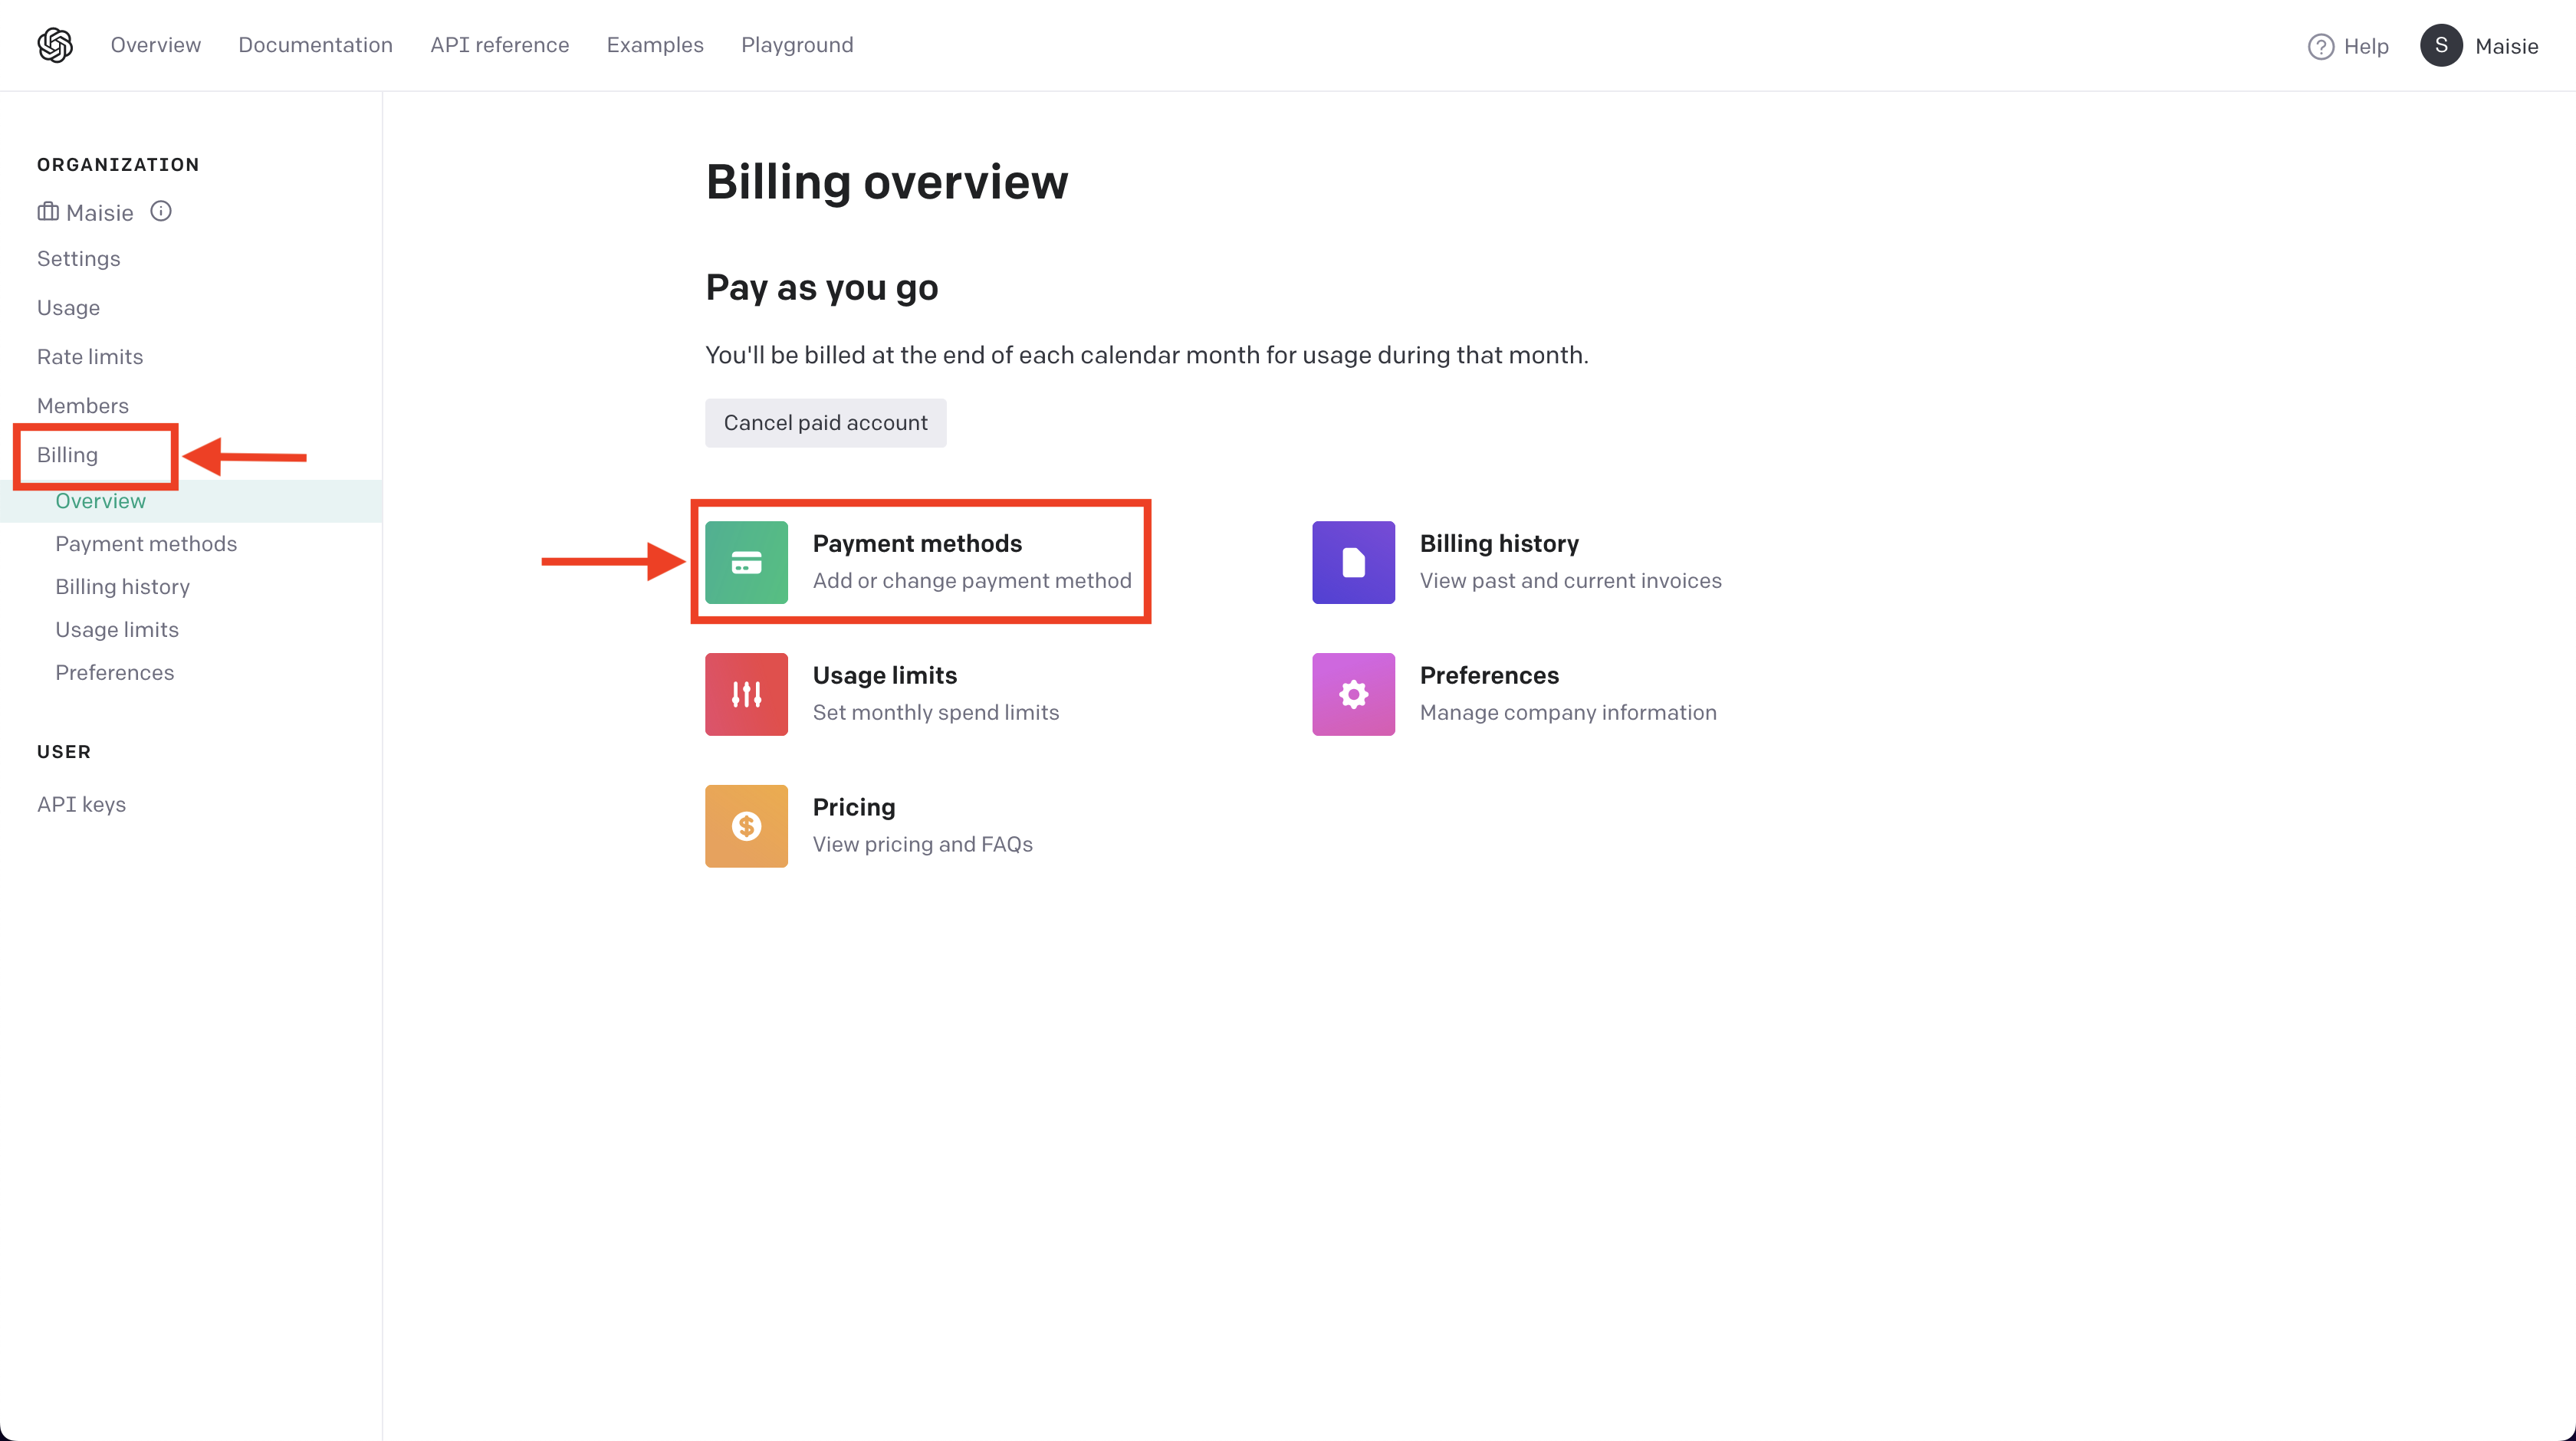 Overview Documentation API reference Examples Playground Help S Maisie
ORGANIZATION
Maisie
Settings
Usage
Rate limits
Members
Billing
Overview
Payment methods
Billing history
Usage limits
Preferences
USER
API keys
Billing overview
Pay as you go
You'll be billed at the end of each calendar month for usage during that month.
Cancel paid account
Payment methods
Add or change payment method
Billing history
View past and current invoices
Usage limits
Set monthly spend limits
Preferences
Manage company information
Pricing
View pricing and FAQs